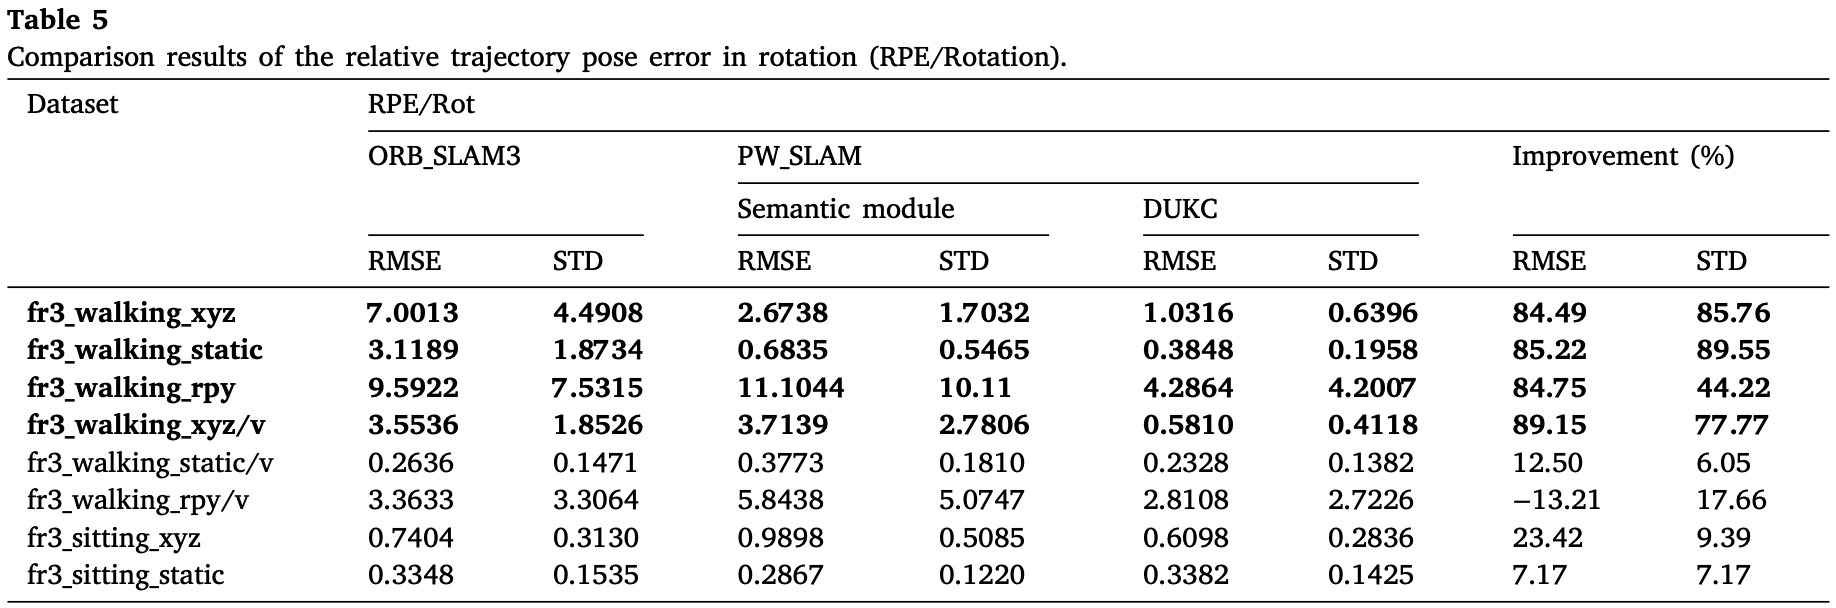 Table 5
Comparison results of the relative trajectory pose error in rotation (RPE/Rotation).
Dataset RPE/Rot
ORB_SLAM3 PW_SLAM Improvement (%)
Semantic module DUKC
RMSE STD RMSE STD RMSE STD RMSE STD
fr3_walking_xyz 7.0013 4.4908 2.6738 1.7032 1.0316 0.6396 84.49 85.76
fr3_walking_static 3.1189 1.8734 0.6835 0.5465 0.3848 0.1958 85.22 89.55
fr3_walking_rpy 9.5922 7.5315 11.1044 10.11 4.2864 4.2007 84.75 44.22
fr3_walking_xyz/v 3.5536 1.8526 3.7139 2.7806 0.5810 0.4118 89.15 77.77
fr3_walking_static/v 0.2636 0.1471 0.3773 0.1810 0.2328 0.1382 12.50 6.05
fr3_walking_rpy/v 3.3633 3.3064 5.8438 5.0747 2.8108 2.7226 −13.21 17.66
fr3_sitting_xyz 0.7404 0.3130 0.9898 0.5085 0.6098 0.2836 23.42 9.39
fr3_sitting_static 0.3348 0.1535 0.2867 0.1220 0.3382 0.1425 7.17 7.17